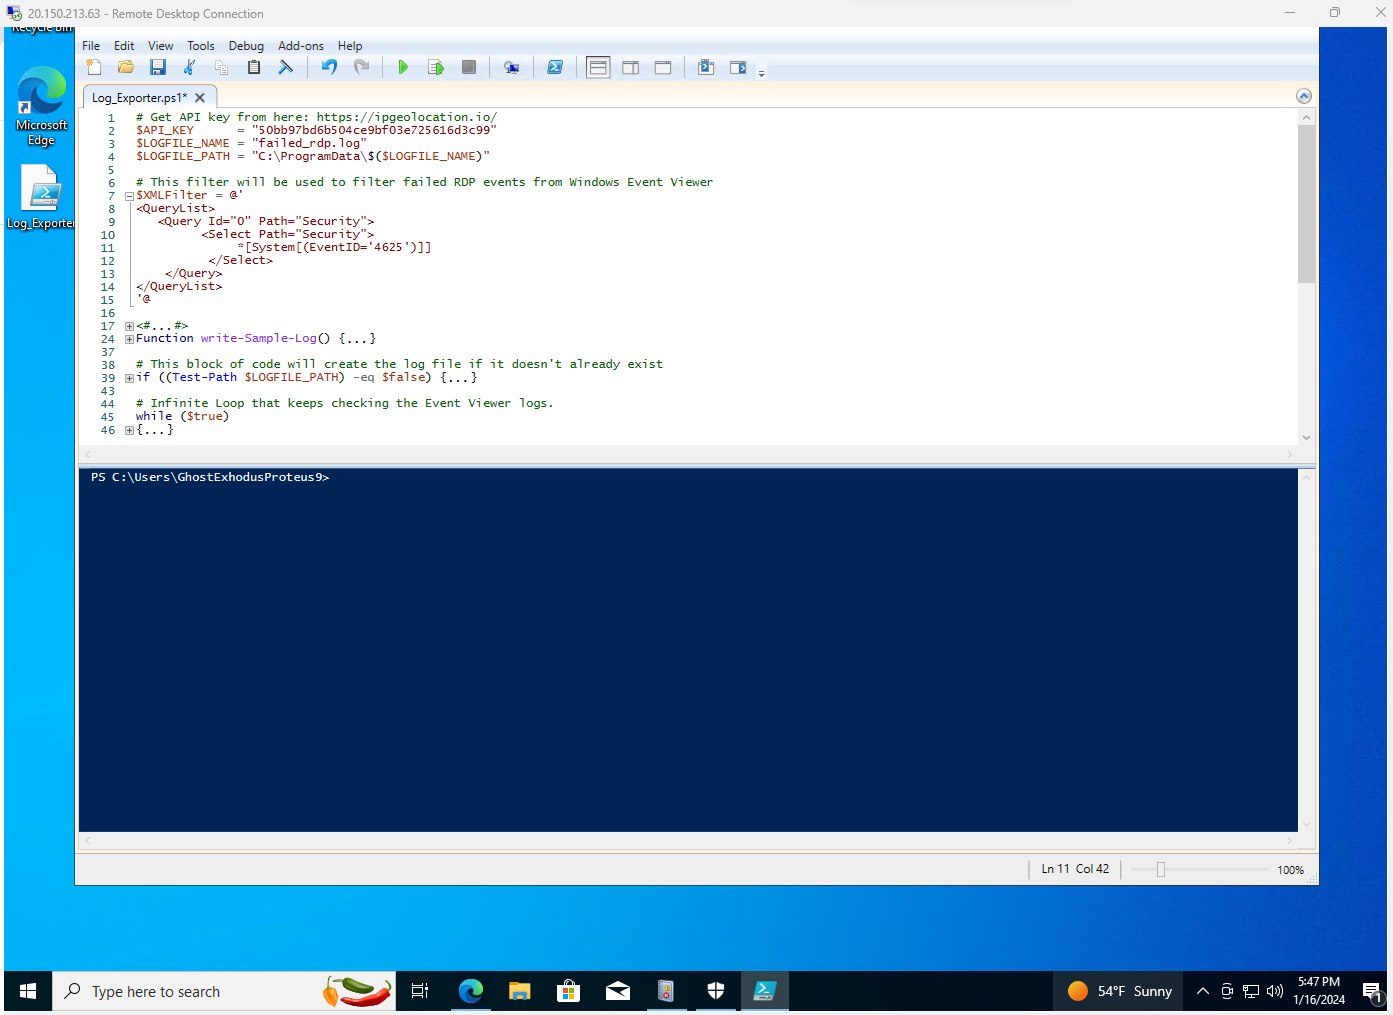 20.150.213.63 - Remote Desktop Connection
Recycle Bin
File Edit View Tools Debug Add-ons Help
Microsoft
Edge
Log_Exporter
Log_Exporter.ps1*
1 # Get API key from here: https://ipgeolocation.io/
2 $API_KEY      = "50bb97bd6b504ce9bf03e725616d3c99"
3 $LOGFILE_NAME = "failed_rdp.log"
4 $LOGFILE_PATH = "C:\ProgramData\$($LOGFILE_NAME)"
5
6 # This filter will be used to filter failed RDP events from Windows Event Viewer
7 $XMLFilter = @'
8 <QueryList>
9    <Query Id="0" Path="Security">
10         <Select Path="Security">
11              *[System[(EventID='4625')]]
12          </Select>
13    </Query>
14 </QueryList>
15 '@
16
17 <#...#>
24 Function write-Sample-Log() {...}
37
38 # This block of code will create the log file if it doesn't already exist
39 if ((Test-Path $LOGFILE_PATH) -eq $false) {...}
43
44 # Infinite Loop that keeps checking the Event Viewer logs.
45 while ($true)
46 {...}
PS C:\Users\GhostExhodusProteus9>
Ln 11 Col 42
100%
Type here to search
54°F Sunny
5:47 PM
1/16/2024
1